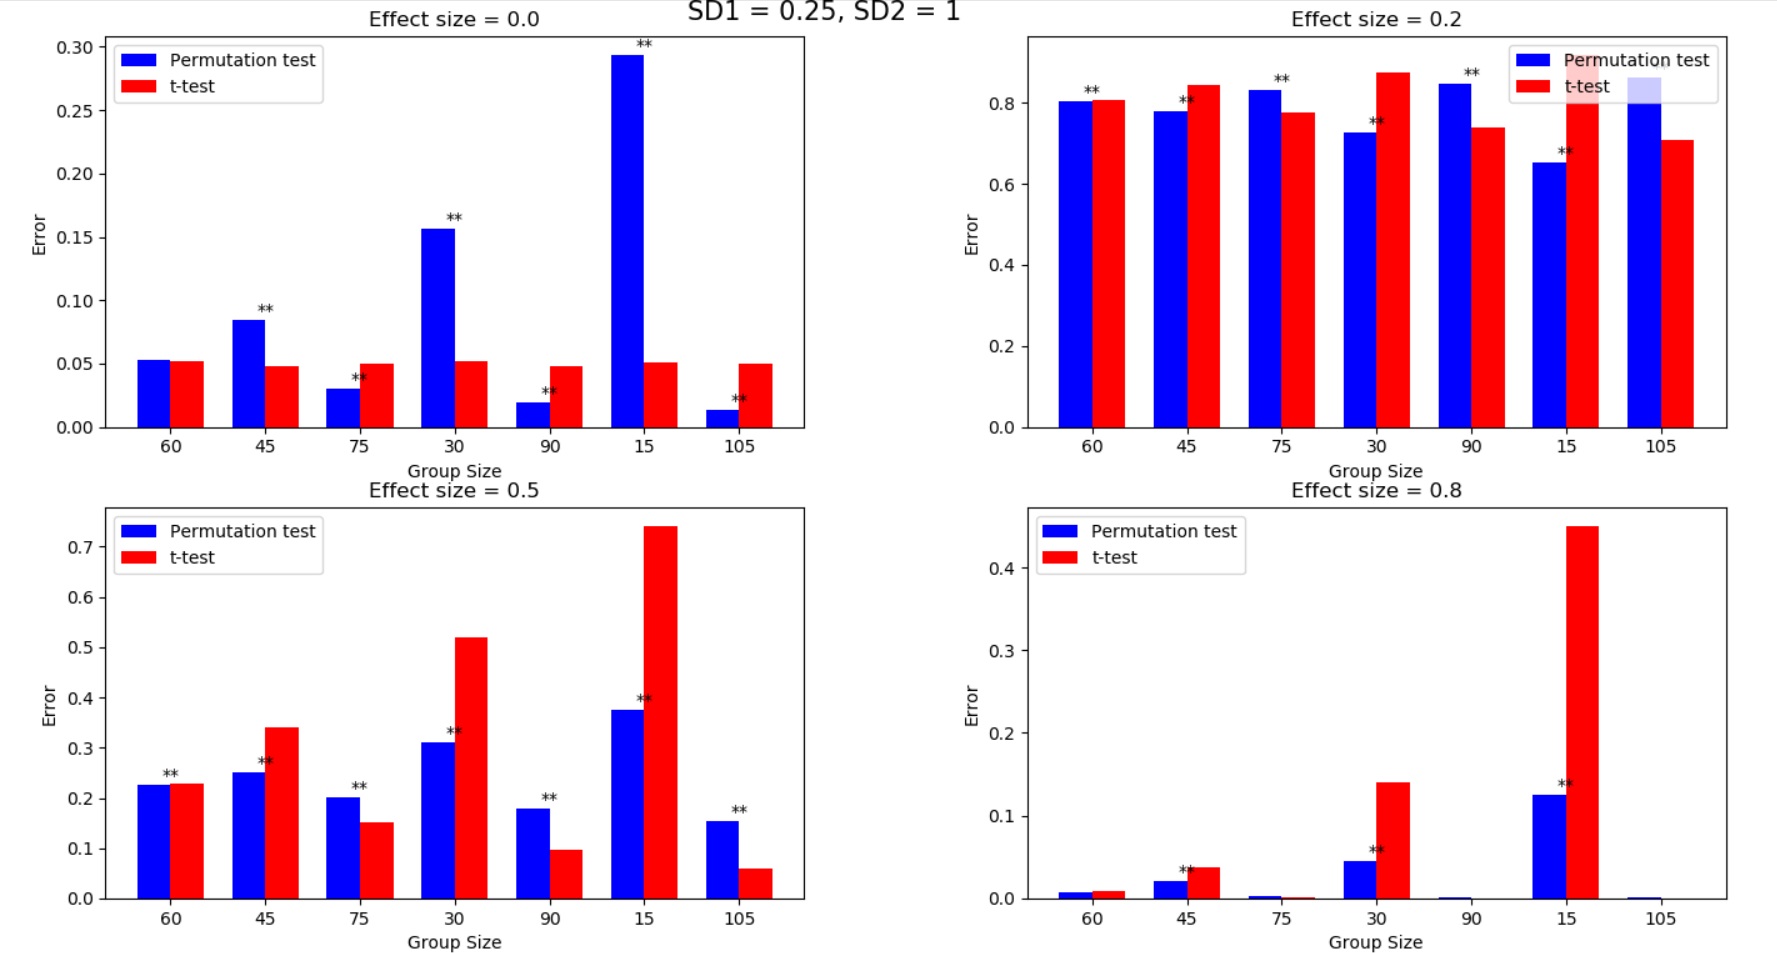 SD1 = 0.25, SD2 = 1
Effect size = 0.0
Error
0.30
0.25
0.20
0.15
0.10
0.05
0.00
Permutation test
t-test
**
**
**
**
**
**
60 45 75 30 90 15 105
Group Size
Effect size = 0.2
Error
0.8
0.6
0.4
0.2
0.0
Permutation test
t-test
**
**
**
**
**
**
60 45 75 30 90 15 105
Group Size
Effect size = 0.5
Error
0.7
0.6
0.5
0.4
0.3
0.2
0.1
0.0
Permutation test
t-test
**
**
**
**
**
**
**
60 45 75 30 90 15 105
Group Size
Effect size = 0.8
Error
0.4
0.3
0.2
0.1
0.0
Permutation test
t-test
**
**
**
60 45 75 30 90 15 105
Group Size